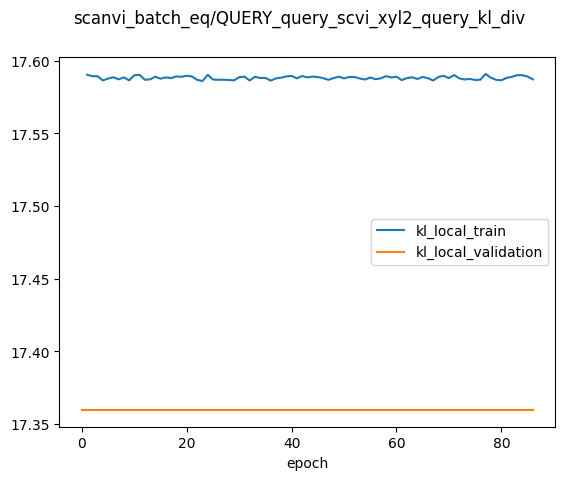 scanvi_batch_eq/QUERY_query_scvi_xyl2_query_kl_div
17.60
17.55
17.50
17.45
17.40
17.35
kl_local_train
kl_local_validation
0 20 40 60 80
epoch